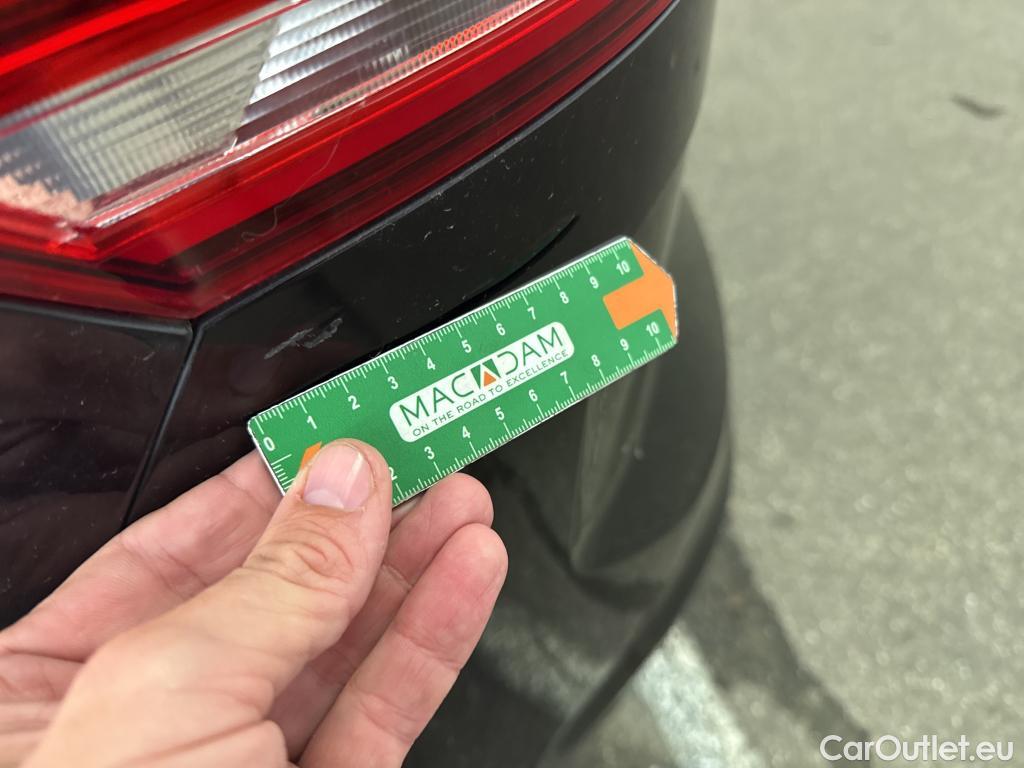 0 1 2 3 4 5 6 7 8 9 10
MACADAM
ON THE ROAD TO EXCELLENCE
2 3 4 5 6 7 8 9 10
CarOutlet.eu